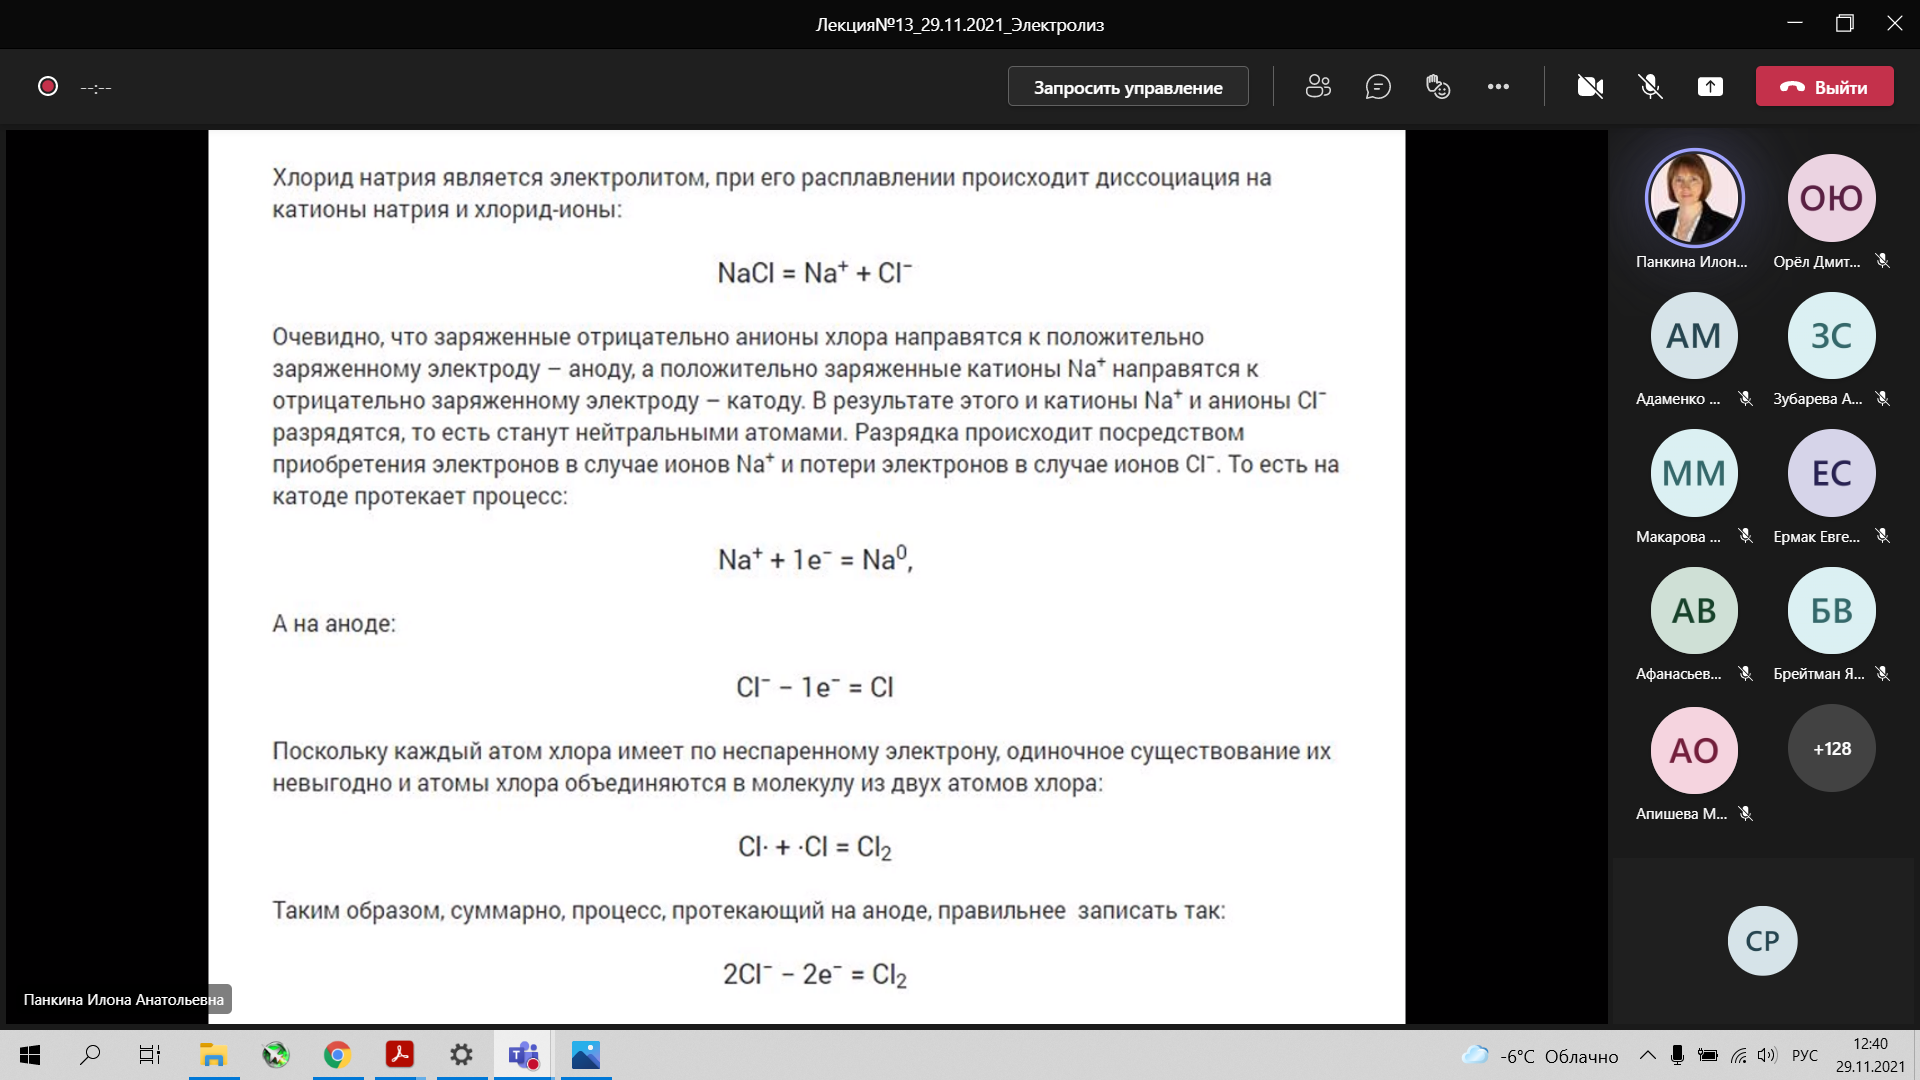 Лекция№13_29.11.2021_Электролиз
--:--
Запросить управление
Выйти
Хлорид натрия является электролитом, при его расплавлении происходит диссоциация на
катионы натрия и хлорид-ионы:
NaCl = Na⁺ + Cl⁻
Очевидно, что заряженные отрицательно анионы хлора направятся к положительно
заряженному электроду – аноду, а положительно заряженные катионы Na⁺ направятся к
отрицательно заряженному электроду – катоду. В результате этого и катионы Na⁺ и анионы Cl⁻
разрядятся, то есть станут нейтральными атомами. Разрядка происходит посредством
приобретения электронов в случае ионов Na⁺ и потери электронов в случае ионов Cl⁻. То есть на
катоде протекает процесс:
Na⁺ + 1e⁻ = Na⁰,
А на аноде:
Cl⁻ − 1e⁻ = Cl
Поскольку каждый атом хлора имеет по неспаренному электрону, одиночное существование их
невыгодно и атомы хлора объединяются в молекулу из двух атомов хлора:
Cl· + ·Cl = Cl₂
Таким образом, суммарно, процесс, протекающий на аноде, правильнее записать так:
2Cl⁻ − 2e⁻ = Cl₂
Панкина Илона Анатольевна
Панкина Илон...
ОЮ
Орёл Дмит...
АМ
Адаменко ...
ЗС
Зубарева А...
ММ
Макарова ...
ЕС
Ермак Евге...
АВ
Афанасьев...
БВ
Брейтман Я...
АО
Апишева М...
+128
СР
-6°C Облачно
РУС
12:40
29.11.2021